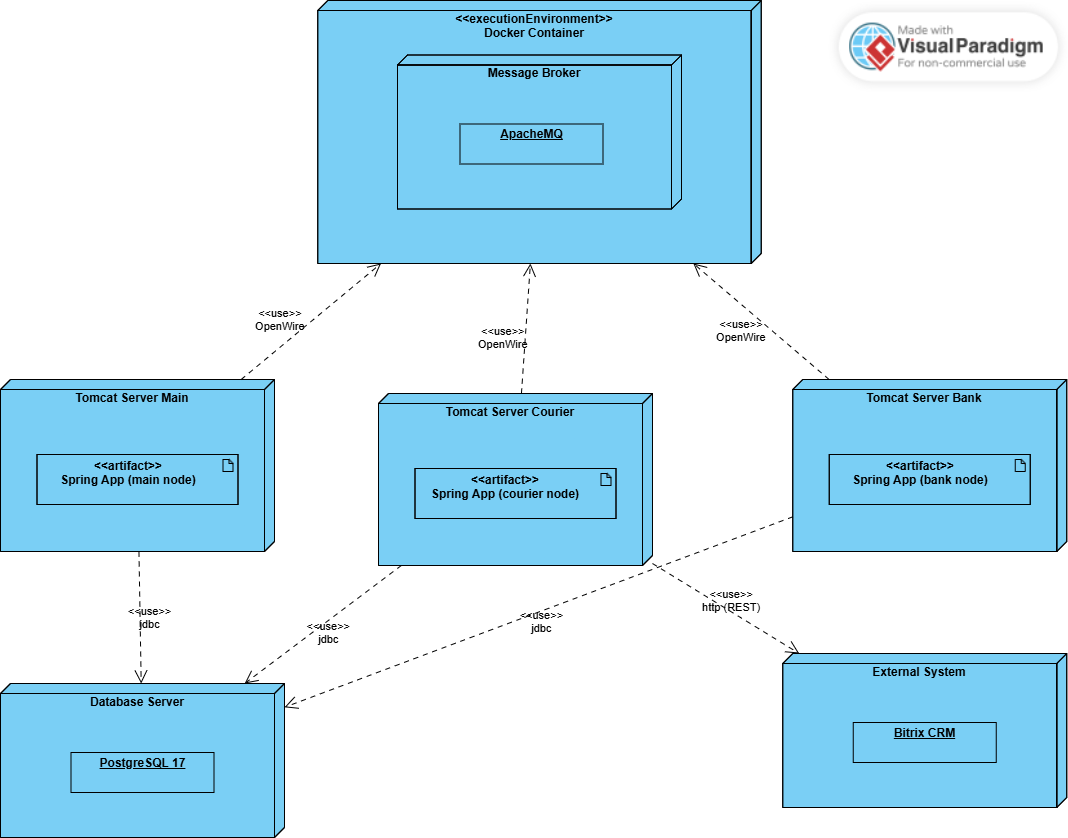 <<executionEnvironment>>
Docker Container
Made with
VisualParadigm
For non-commercial use
Message Broker
ApacheMQ
<<use>>
OpenWire
<<use>>
OpenWire
<<use>>
OpenWire
Tomcat Server Main
<<artifact>>
Spring App (main node)
Tomcat Server Courier
<<artifact>>
Spring App (courier node)
Tomcat Server Bank
<<artifact>>
Spring App (bank node)
<<use>>
jdbc
<<use>>
jdbc
<<use>>
jdbc
<<use>>
http (REST)
Database Server
PostgreSQL 17
External System
Bitrix CRM